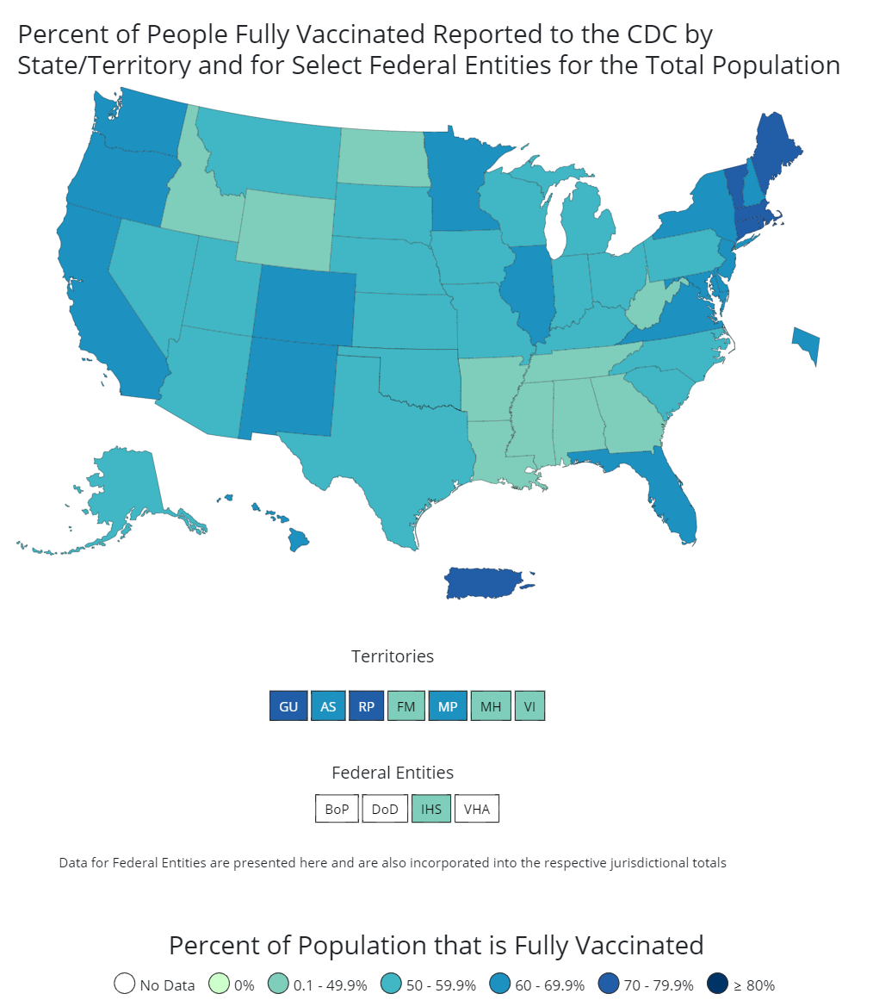 Percent of People Fully Vaccinated Reported to the CDC by
State/Territory and for Select Federal Entities for the Total Population
Territories
GU AS RP FM MP MH VI
Federal Entities
BoP DoD IHS VHA
Data for Federal Entities are presented here and are also incorporated into the respective jurisdictional totals
Percent of Population that is Fully Vaccinated
No Data 0% 0.1 - 49.9% 50 - 59.9% 60 - 69.9% 70 - 79.9% ≥ 80%